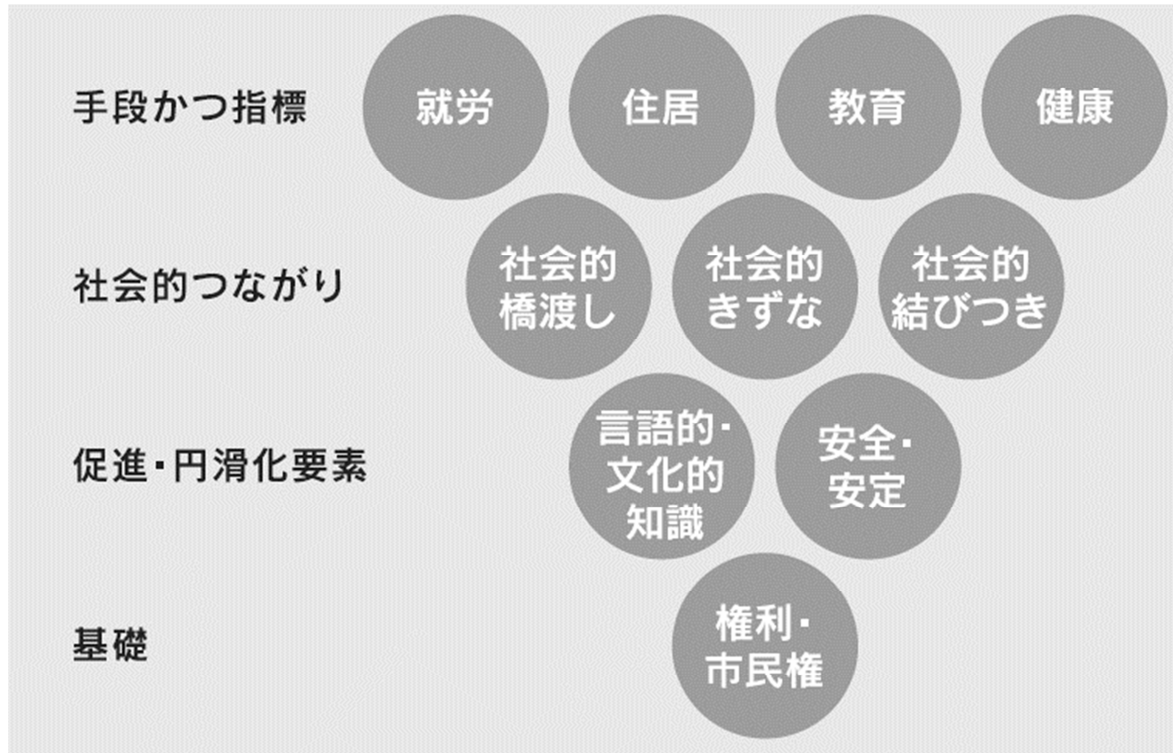 手段かつ指標
就労
住居
教育
健康
社会的つながり
社会的
橋渡し
社会的
きずな
社会的
結びつき
促進・円滑化要素
言語的・
文化的
知識
安全・
安定
基礎
権利・
市民権